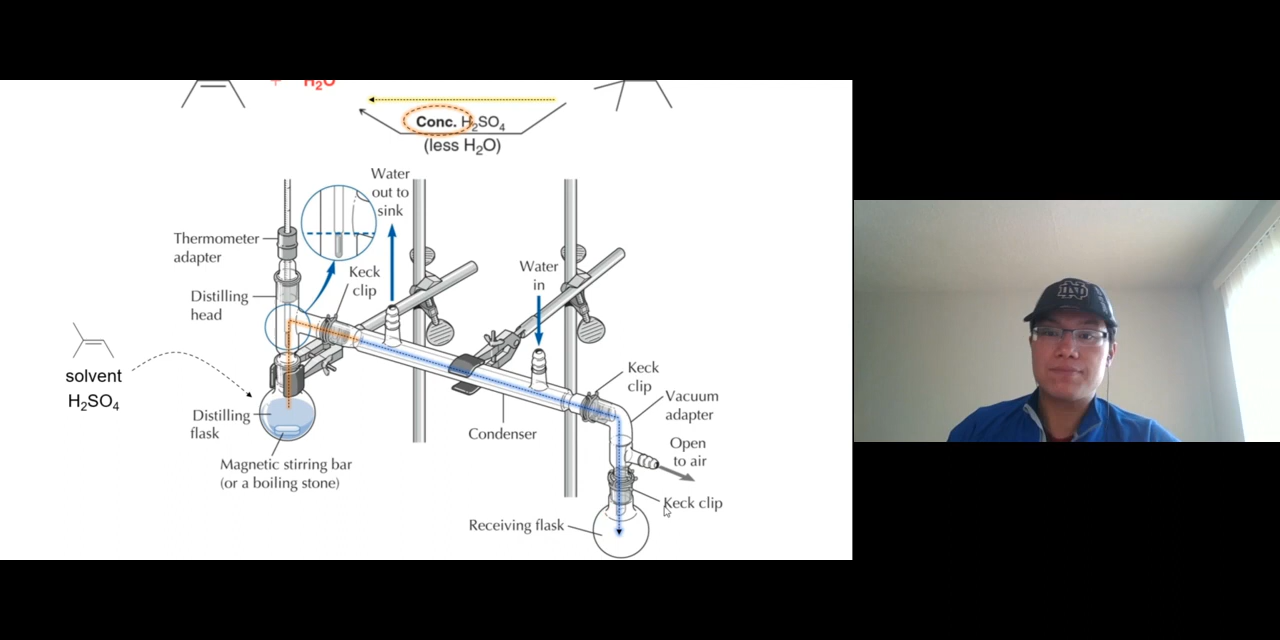 + H₂O
Conc. H₂SO₄
(less H₂O)
Water
out to
sink
Thermometer
adapter
Keck
clip
Water
in
Distilling
head
solvent
H₂SO₄
Keck
clip
Vacuum
adapter
Distilling
flask
Condenser
Open
to air
Magnetic stirring bar
(or a boiling stone)
Keck clip
Receiving flask
ND